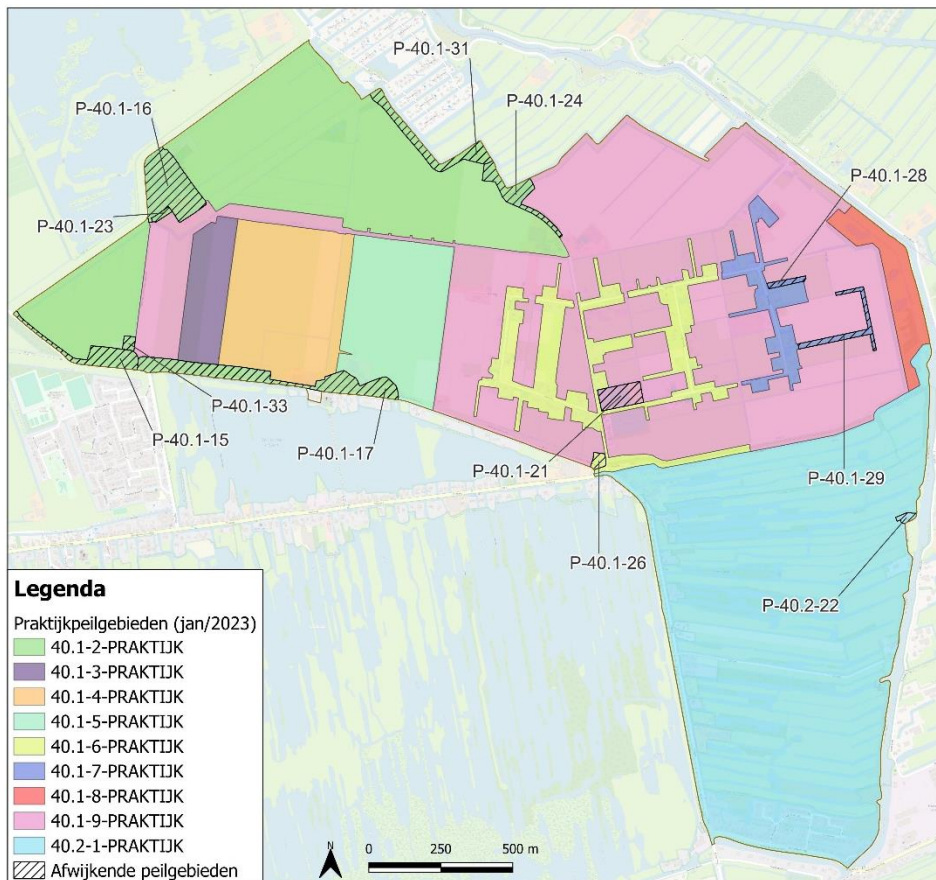 P-40.1-31
P-40.1-24
P-40.1-16
P-40.1-28
P-40.1-23
P-40.1-33
P-40.1-15
P-40.1-17
P-40.1-21
P-40.1-29
P-40.1-26
P-40.2-22
Legenda
Praktijkpeilgebieden (jan/2023)
40.1-2-PRAKTIJK
40.1-3-PRAKTIJK
40.1-4-PRAKTIJK
40.1-5-PRAKTIJK
40.1-6-PRAKTIJK
40.1-7-PRAKTIJK
40.1-8-PRAKTIJK
40.1-9-PRAKTIJK
40.2-1-PRAKTIJK
Afwijkende peilgebieden
N
0 250 500 m